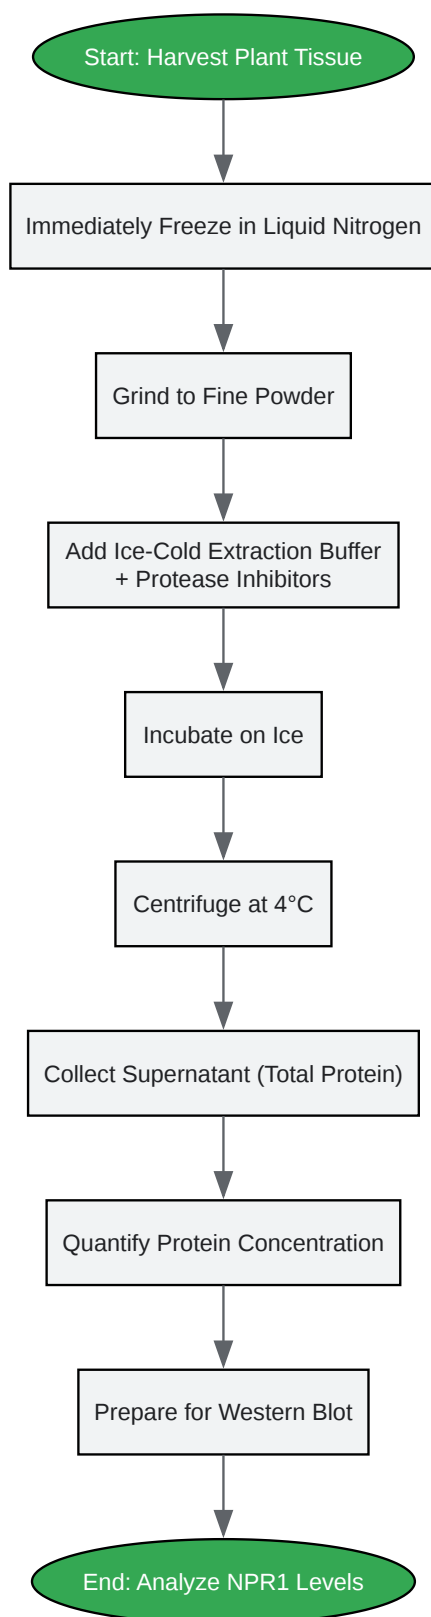 Start: Harvest Plant Tissue
Immediately Freeze in Liquid Nitrogen
Grind to Fine Powder
Add Ice-Cold Extraction Buffer
+ Protease Inhibitors
Incubate on Ice
Centrifuge at 4°C
Collect Supernatant (Total Protein)
Quantify Protein Concentration
Prepare for Western Blot
End: Analyze NPR1 Levels